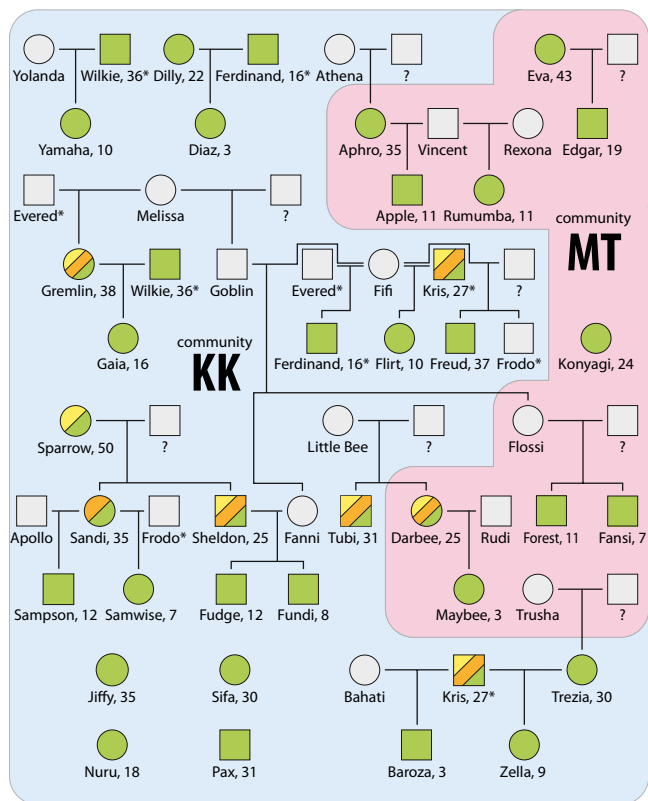 Yolanda Wilkie, 36* Dilly, 22 Ferdinand, 16* Athena ? Eva, 43 ?
Yamaha, 10 Diaz, 3 Aphro, 35 Vincent Rexona Edgar, 19
Evered* Melissa ? Apple, 11 Rumumba, 11
community
MT
Gremlin, 38 Wilkie, 36* Goblin Evered* Fifi Kris, 27* ?
community
KK
Gaia, 16 Ferdinand, 16* Flirt, 10 Freud, 37 Frodo* Konyagi, 24
Sparrow, 50 ? Little Bee ? Flossi ?
Apollo Sandi, 35 Frodo* Sheldon, 25 Fanni Tubi, 31 Darbee, 25 Rudi Forest, 11 Fansi, 7
Sampson, 12 Samwise, 7 Fudge, 12 Fundi, 8 Maybee, 3 Trusha ?
Jiffy, 35 Sifa, 30 Bahati Kris, 27* Trezia, 30
Nuru, 18 Pax, 31 Baroza, 3 Zella, 9